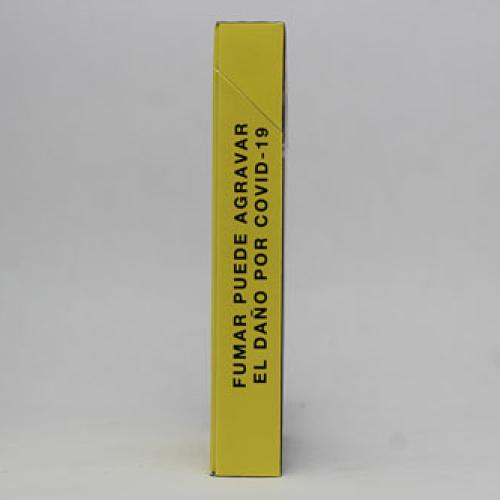 FUMAR PUEDE AGRAVAR
EL DAÑO POR COVID-19